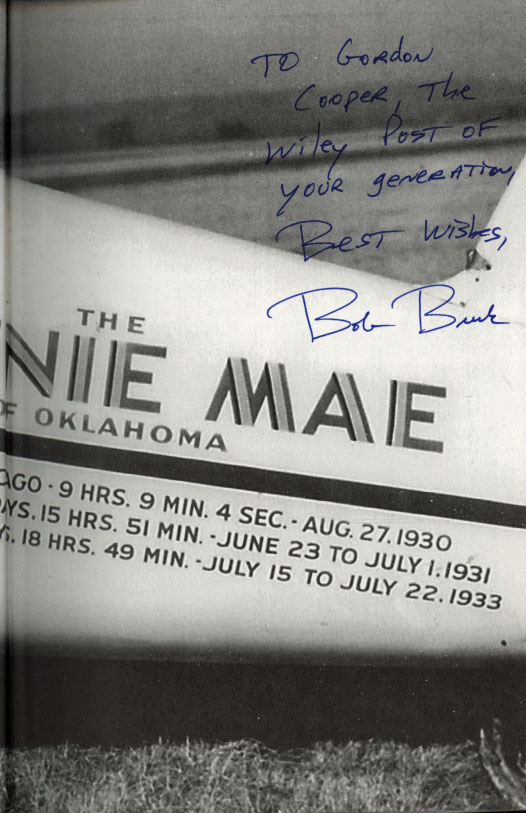 TO GORDON
COOPER, The
Wiley POST OF
YOUR generATION,
BEST WISHES,
Bob Burke
THE
NIE MAE
OF OKLAHOMA
AGO · 9 HRS. 9 MIN. 4 SEC. - AUG. 27. 1930
AYS. 15 HRS. 51 MIN. - JUNE 23 TO JULY 1. 1931
S. 18 HRS. 49 MIN. - JULY 15 TO JULY 22. 1933